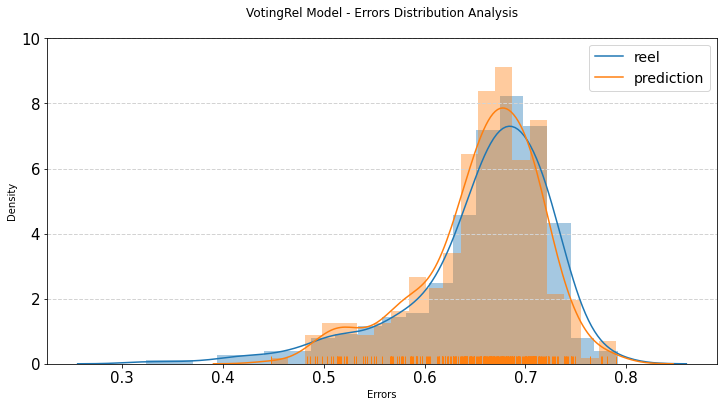 VotingRel Model - Errors Distribution Analysis
10
8
6
4
2
0
Density
reel
prediction
0.3 0.4 0.5 0.6 0.7 0.8
Errors